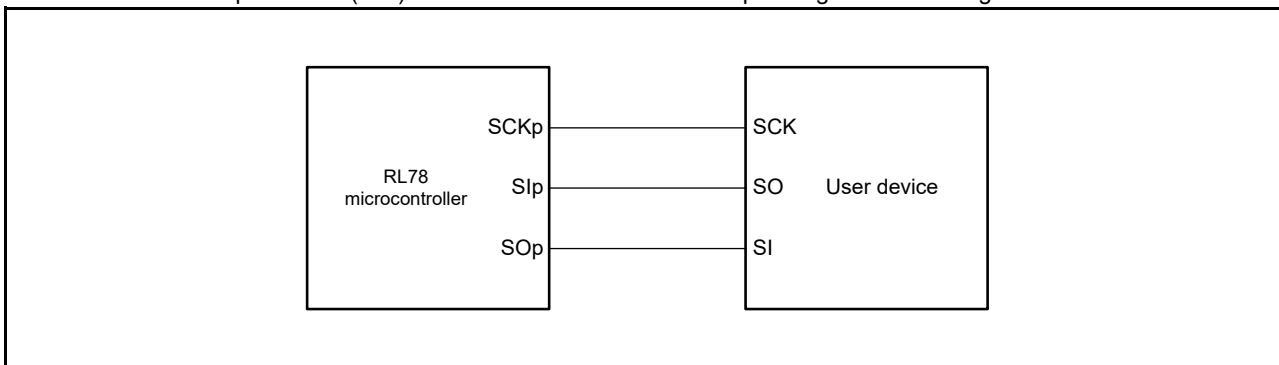 SCKp SCK
RL78
microcontroller
SIp SO User device
SOp SI